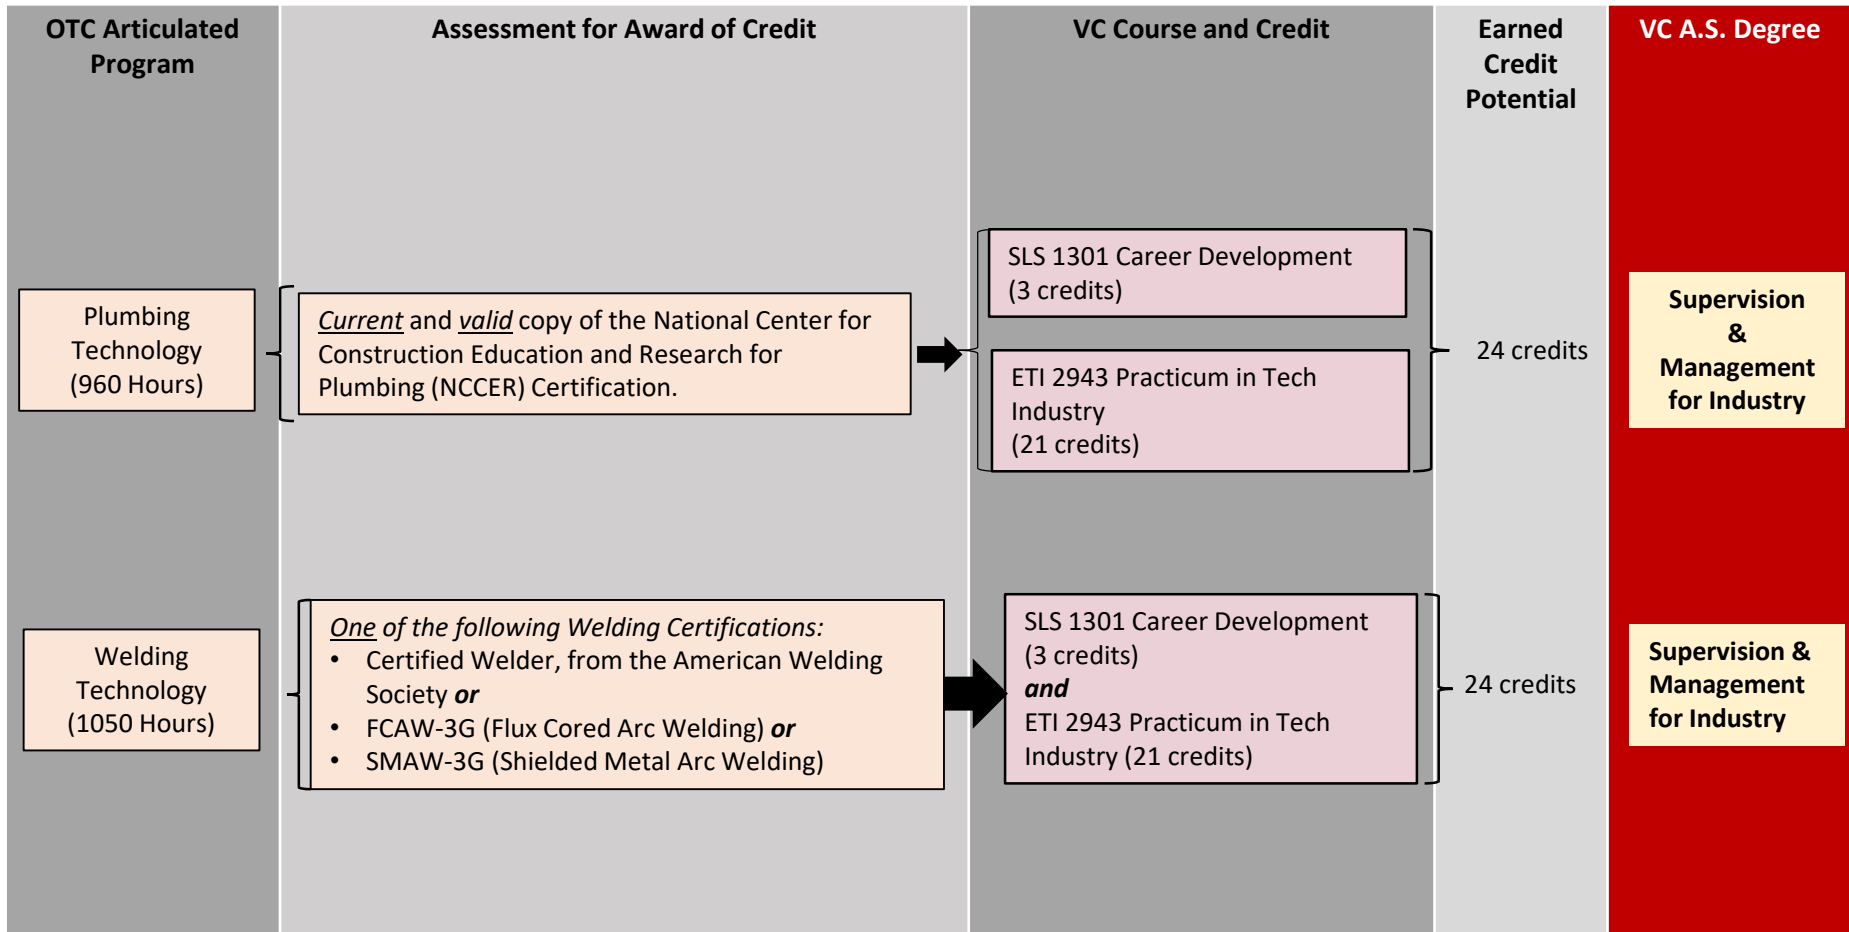 OTC Articulated
Program
Assessment for Award of Credit
VC Course and Credit
Earned
Credit
Potential
VC A.S. Degree
Plumbing
Technology
(960 Hours)
Current and valid copy of the National Center for
Construction Education and Research for
Plumbing (NCCER) Certification.
SLS 1301 Career Development
(3 credits)
ETI 2943 Practicum in Tech
Industry
(21 credits)
24 credits
Supervision
&
Management
for Industry
Welding
Technology
(1050 Hours)
One of the following Welding Certifications:
• Certified Welder, from the American Welding
Society or
• FCAW-3G (Flux Cored Arc Welding) or
• SMAW-3G (Shielded Metal Arc Welding)
SLS 1301 Career Development
(3 credits)
and
ETI 2943 Practicum in Tech
Industry (21 credits)
24 credits
Supervision &
Management
for Industry